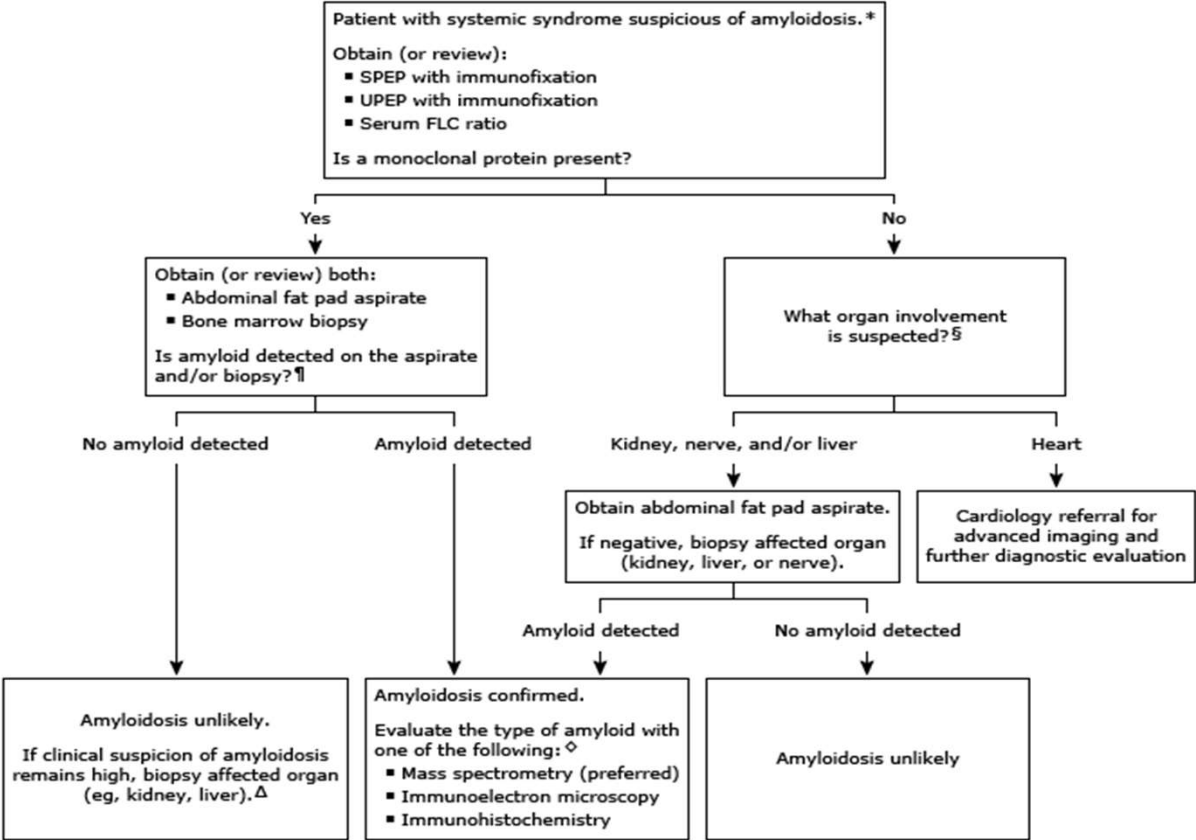 Patient with systemic syndrome suspicious of amyloidosis.*
Obtain (or review):
▪ SPEP with immunofixation
▪ UPEP with immunofixation
▪ Serum FLC ratio
Is a monoclonal protein present?
Yes
No
Obtain (or review) both:
▪ Abdominal fat pad aspirate
▪ Bone marrow biopsy
Is amyloid detected on the aspirate
and/or biopsy?¶
What organ involvement
is suspected?§
No amyloid detected
Amyloid detected
Kidney, nerve, and/or liver
Heart
Obtain abdominal fat pad aspirate.
If negative, biopsy affected organ
(kidney, liver, or nerve).
Cardiology referral for
advanced imaging and
further diagnostic evaluation
Amyloid detected
No amyloid detected
Amyloidosis unlikely.
If clinical suspicion of amyloidosis
remains high, biopsy affected organ
(eg, kidney, liver).Δ
Amyloidosis confirmed.
Evaluate the type of amyloid with
one of the following:◇
▪ Mass spectrometry (preferred)
▪ Immunoelectron microscopy
▪ Immunohistochemistry
Amyloidosis unlikely